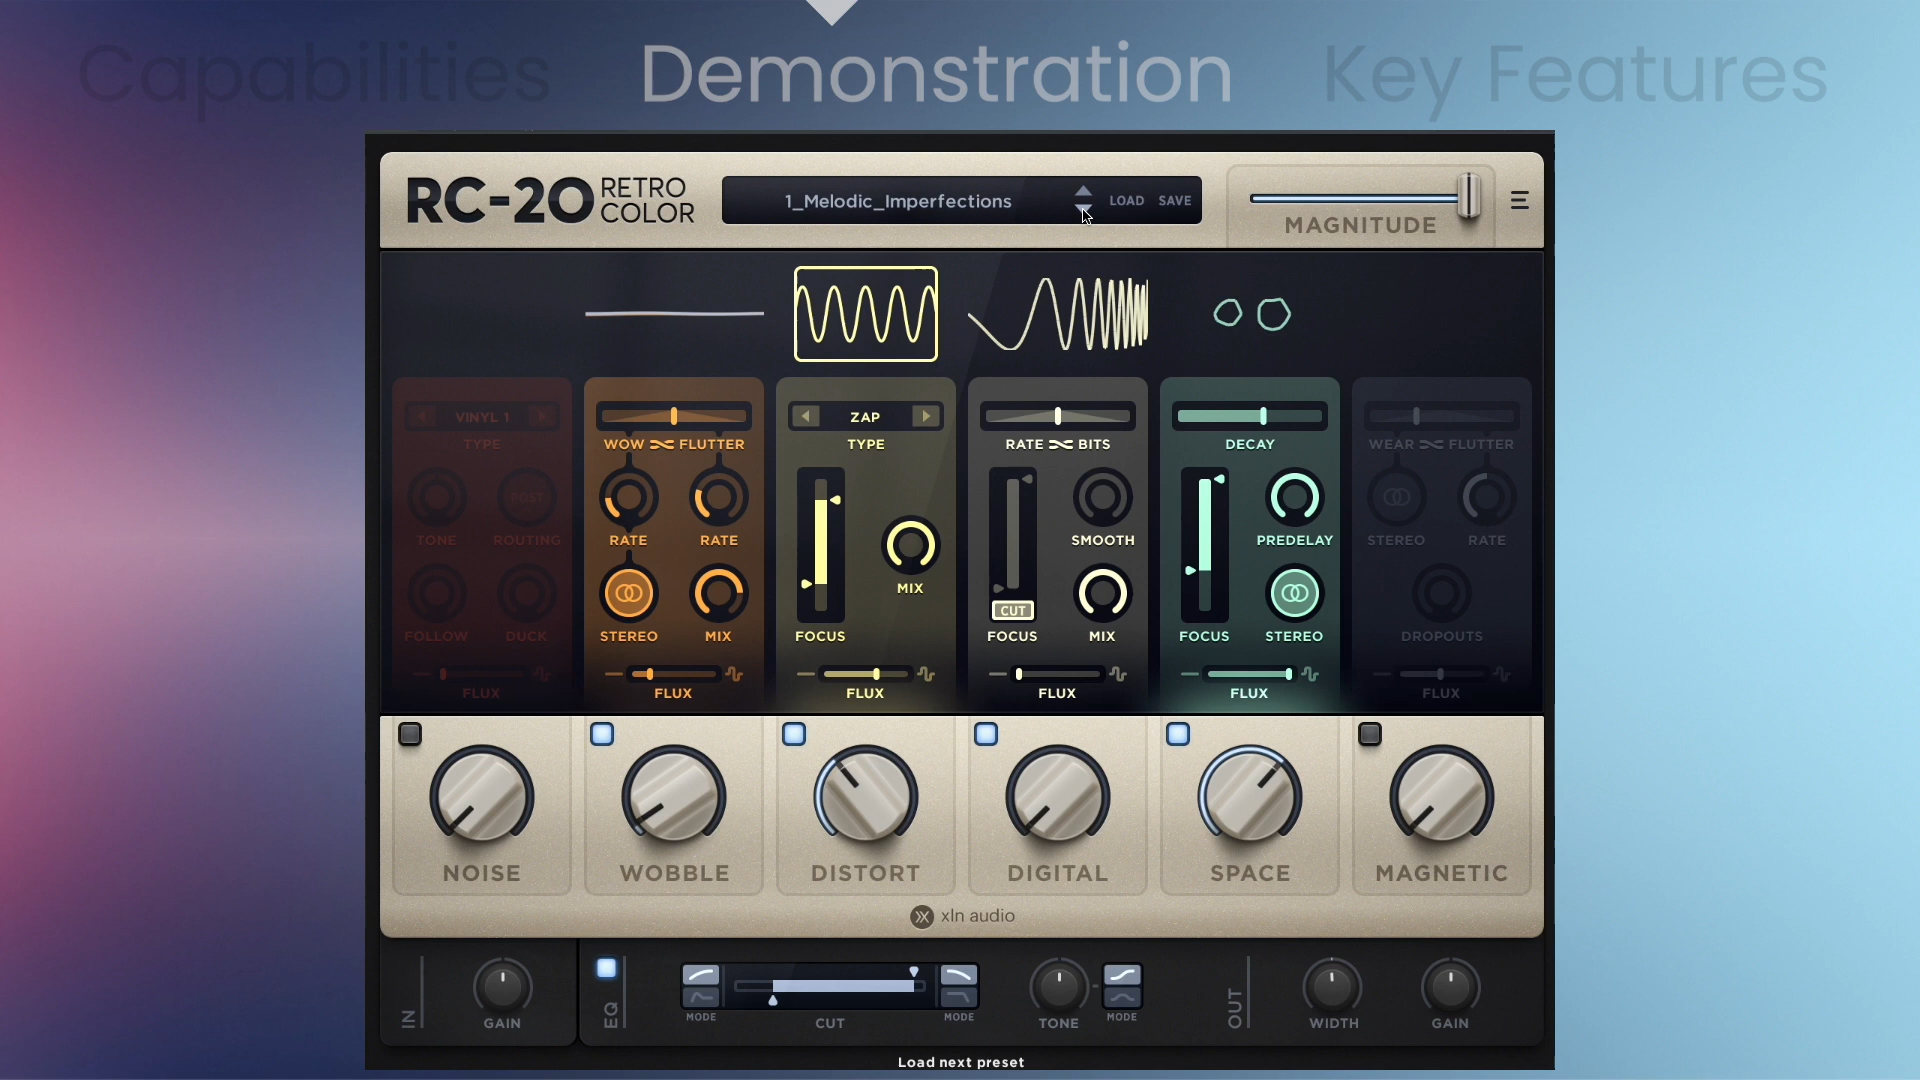 Capabilities
Demonstration
Key Features
RC-20 RETRO COLOR
1_Melodic_Imperfections
LOAD SAVE
MAGNITUDE
VINYL 1
TYPE
TONE
POST
ROUTING
FOLLOW
DUCK
FLUX
WOW FLUTTER
RATE
RATE
STEREO
MIX
FLUX
ZAP
TYPE
MIX
FOCUS
FLUX
RATE BITS
SMOOTH
CUT
FOCUS
MIX
FLUX
DECAY
PREDELAY
FOCUS
STEREO
FLUX
WEAR FLUTTER
STEREO
RATE
DROPOUTS
FLUX
NOISE
WOBBLE
DISTORT
DIGITAL
SPACE
MAGNETIC
xln audio
IN
GAIN
EQ
MODE
CUT
MODE
TONE
MODE
OUT
WIDTH
GAIN
Load next preset